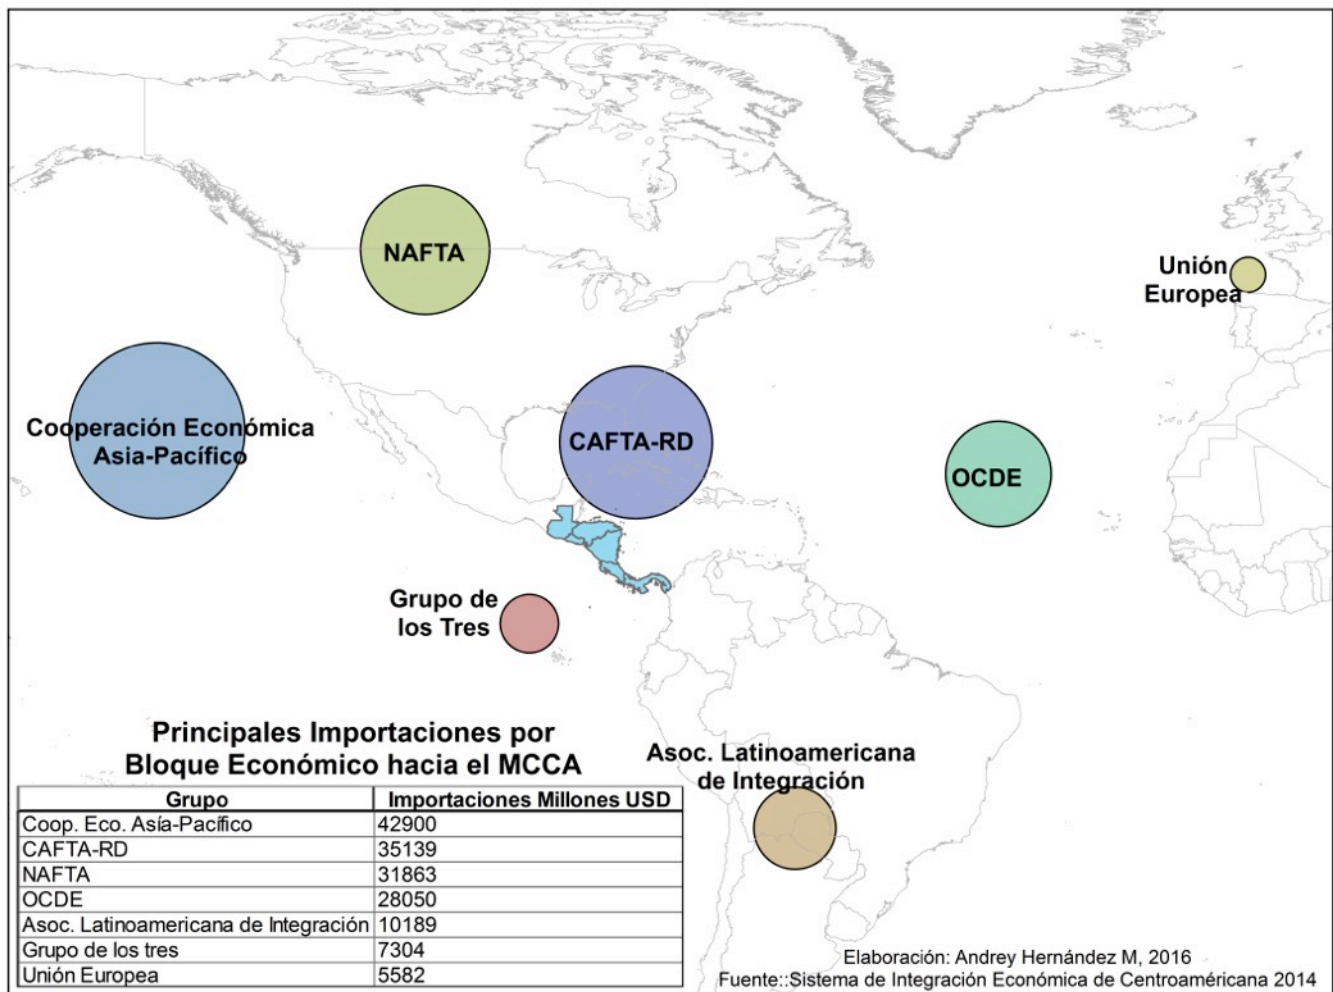 NAFTA
Unión
Europea
Cooperación Económica
Asia-Pacífico
CAFTA-RD
OCDE
Grupo de
los Tres
Asoc. Latinoamericana
de Integración
Principales Importaciones por
Bloque Económico hacia el MCCA
Grupo Importaciones Millones USD
Coop. Eco. Asía-Pacífico 42900
CAFTA-RD 35139
NAFTA 31863
OCDE 28050
Asoc. Latinoamericana de Integración 10189
Grupo de los tres 7304
Unión Europea 5582
Elaboración: Andrey Hernández M, 2016
Fuente::Sistema de Integración Económica de Centroaméricana 2014